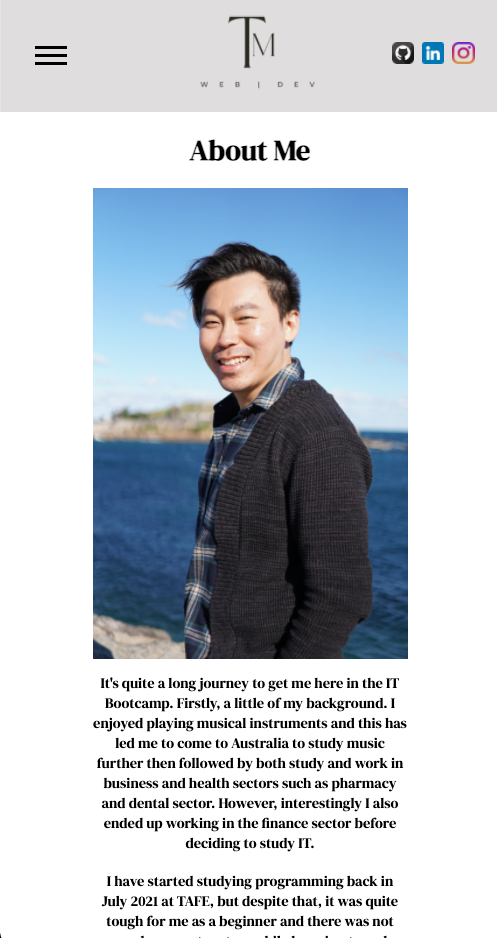 TM
WEB | DEV
in
About Me
It's quite a long journey to get me here in the IT
Bootcamp. Firstly, a little of my background. I
enjoyed playing musical instruments and this has
led me to come to Australia to study music
further then followed by both study and work in
business and health sectors such as pharmacy
and dental sector. However, interestingly I also
ended up working in the finance sector before
deciding to study IT.
I have started studying programming back in
July 2021 at TAFE, but despite that, it was quite
tough for me as a beginner and there was not